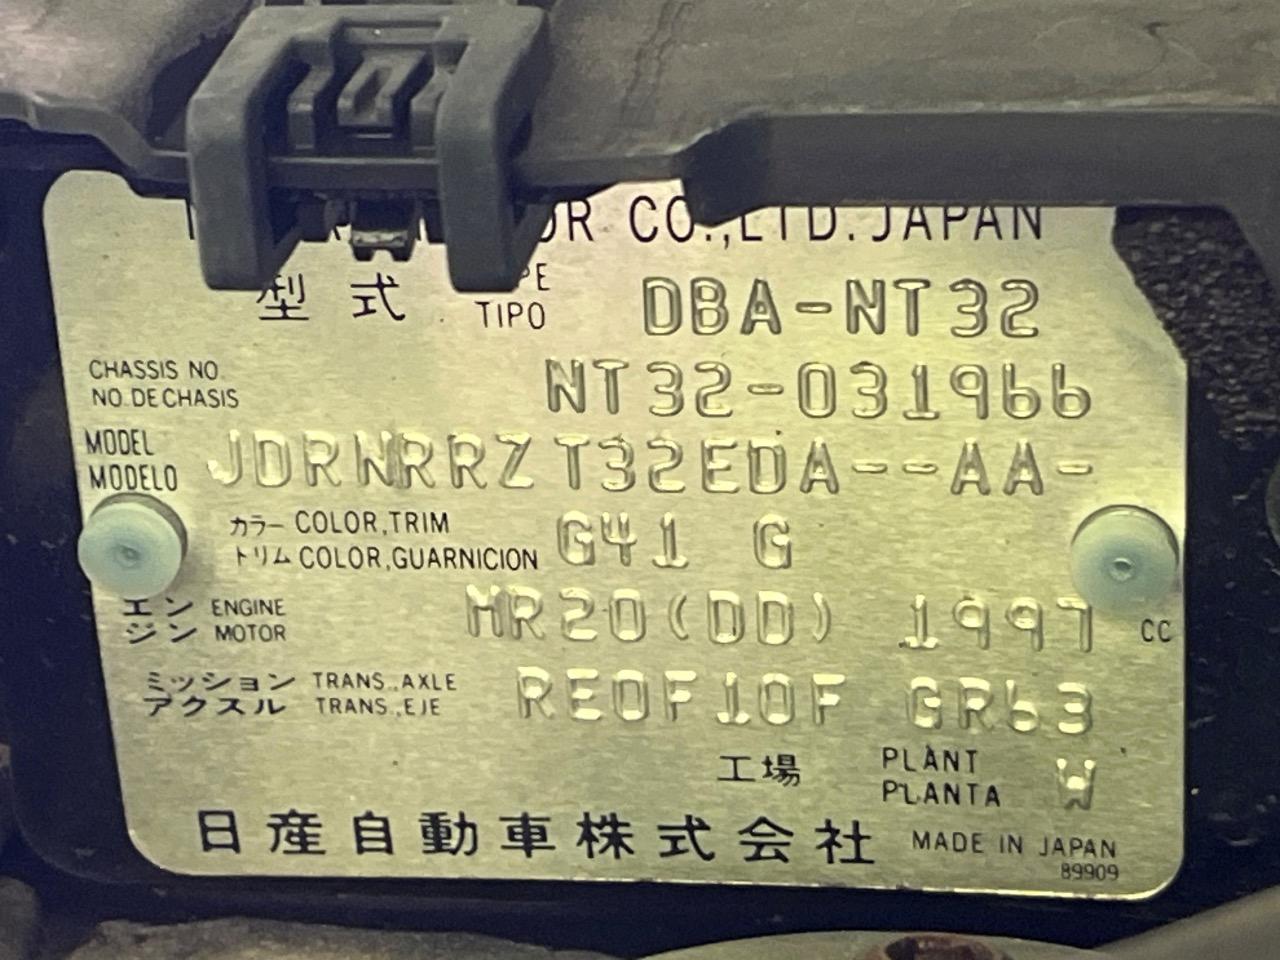 OR CO.,LTD. JAPAN
型式 TIPO DBA-NT32
CHASSIS NO.
NO. DE CHASIS
NT32-031966
MODEL
MODELO
JDRNRRZ T32EDA--AA-
カラー COLOR,TRIM
トリム COLOR,GUARNICION
G41 G
エン ENGINE
ジン MOTOR
MR20(DD) 1997 CC
ミッション TRANS.,AXLE
アクスル TRANS.,EJE
RE0F10F GR63
工場 PLANT
PLANTA
W
日産自動車株式会社 MADE IN JAPAN
89909